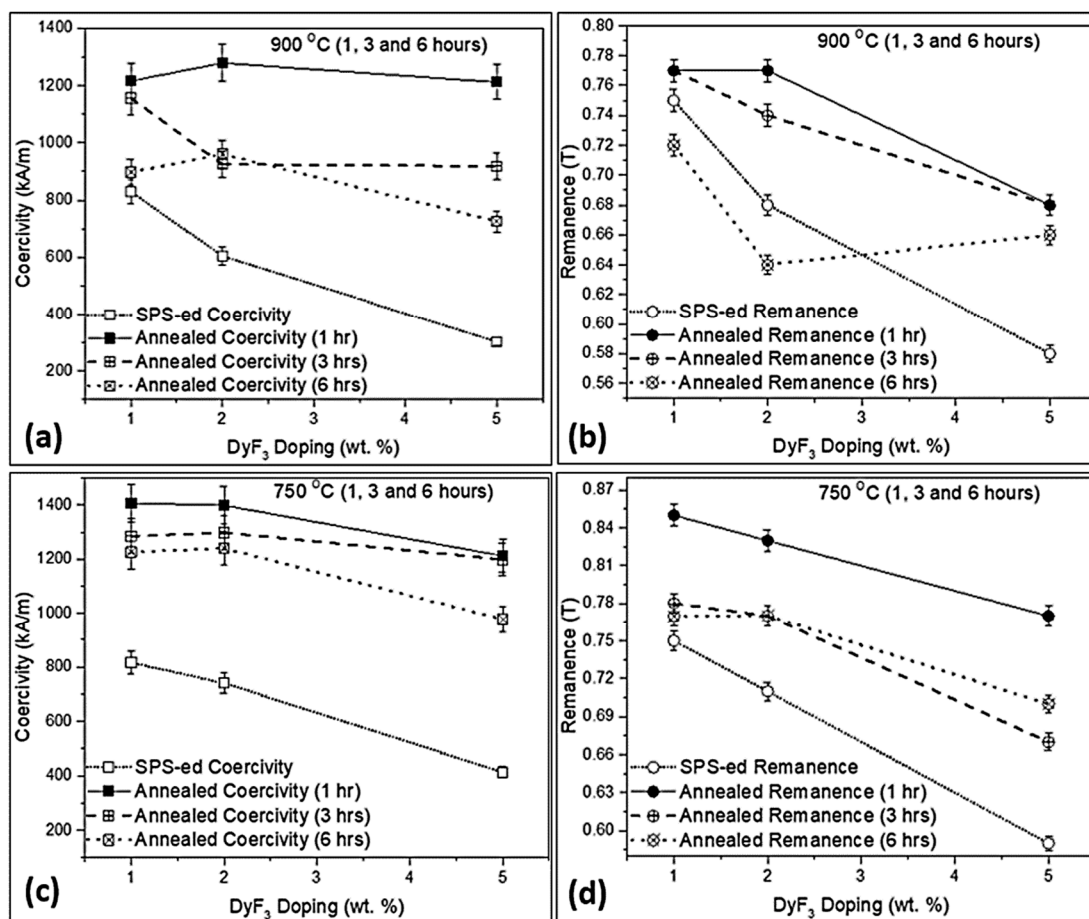 900 °C (1, 3 and 6 hours)
Coercivity (kA/m)
1400
1200
1000
800
600
400
200
SPS-ed Coercivity
Annealed Coercivity (1 hr)
Annealed Coercivity (3 hrs)
Annealed Coercivity (6 hrs)
1 2 3 4 5
(a)
DyF3 Doping (wt. %)
900 °C (1, 3 and 6 hours)
Remanence (T)
0.80
0.78
0.76
0.74
0.72
0.70
0.68
0.66
0.64
0.62
0.60
0.58
0.56
SPS-ed Remanence
Annealed Remanence (1 hr)
Annealed Remanence (3 hrs)
Annealed Remanence (6 hrs)
1 2 3 4 5
(b)
DyF3 Doping (wt. %)
750 °C (1, 3 and 6 hours)
Coercivity (kA/m)
1400
1200
1000
800
600
400
200
SPS-ed Coercivity
Annealed Coercivity (1 hr)
Annealed Coercivity (3 hrs)
Annealed Coercivity (6 hrs)
1 2 3 4 5
(c)
DyF3 Doping (wt. %)
750 °C (1, 3 and 6 hours)
Remanence (T)
0.87
0.84
0.81
0.78
0.75
0.72
0.69
0.66
0.63
0.60
SPS-ed Remanence
Annealed Remanence (1 hr)
Annealed Remanence (3 hrs)
Annealed Remanence (6 hrs)
1 2 3 4 5
(d)
DyF3 Doping (wt. %)